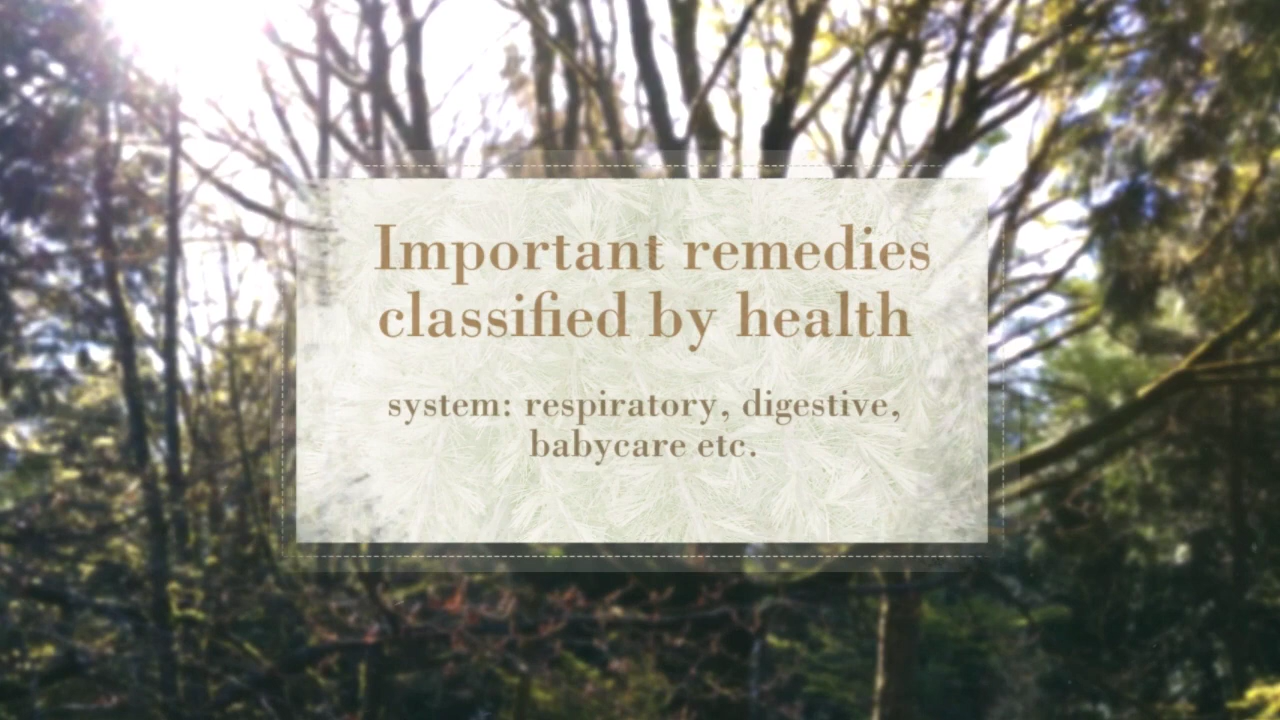 Important remedies
classified by health
system: respiratory, digestive,
babycare etc.